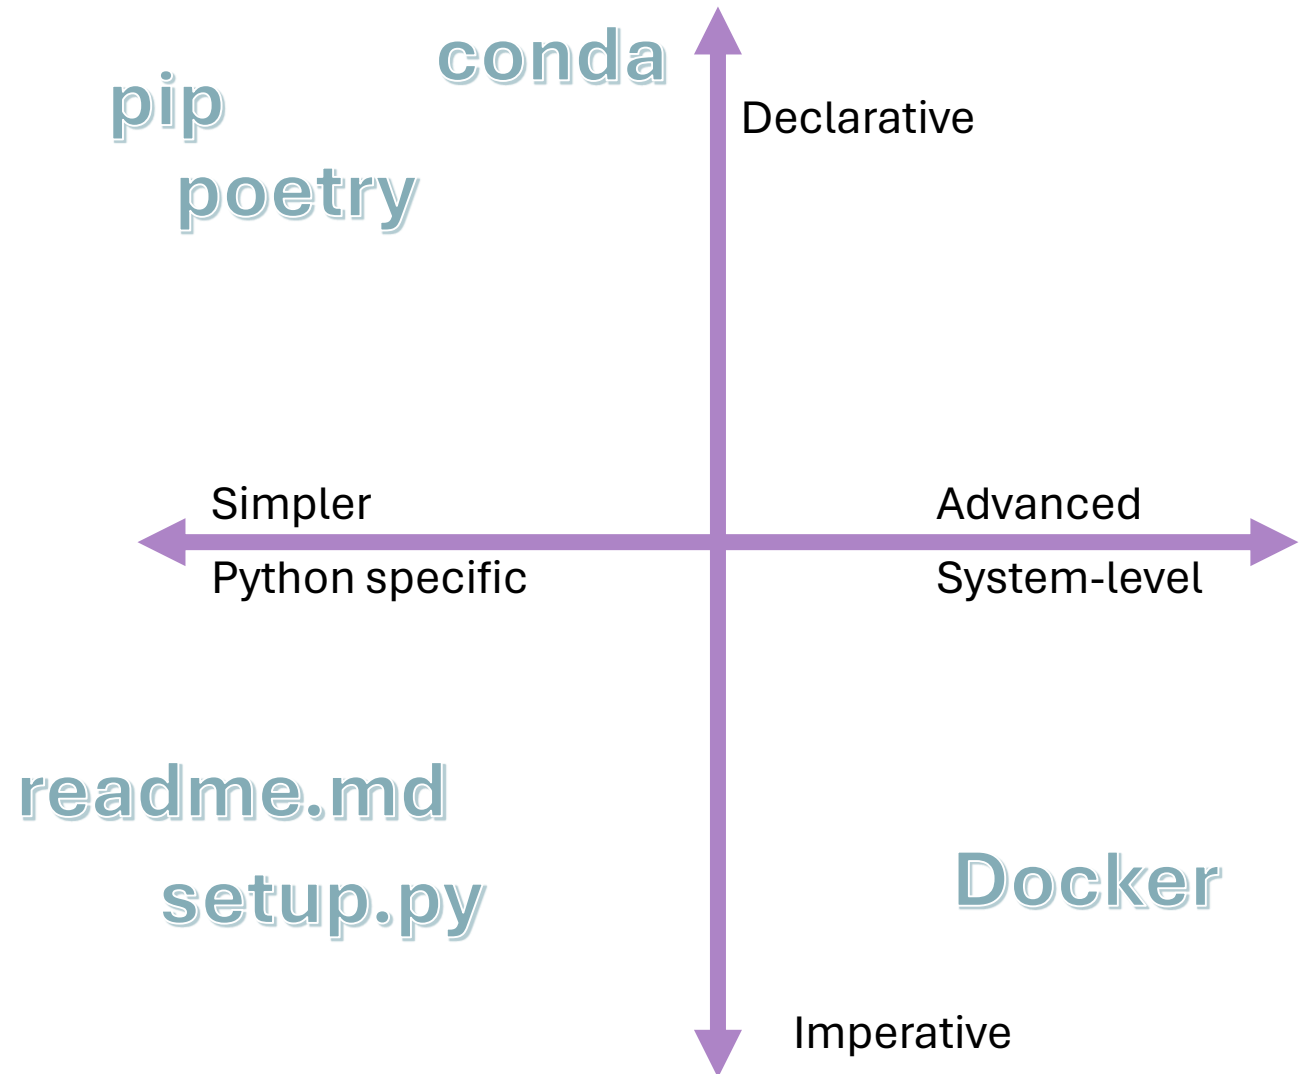 conda
pip
Declarative
poetry
Simpler
Advanced
Python specific
System-level
readme.md
Docker
setup.py
Imperative